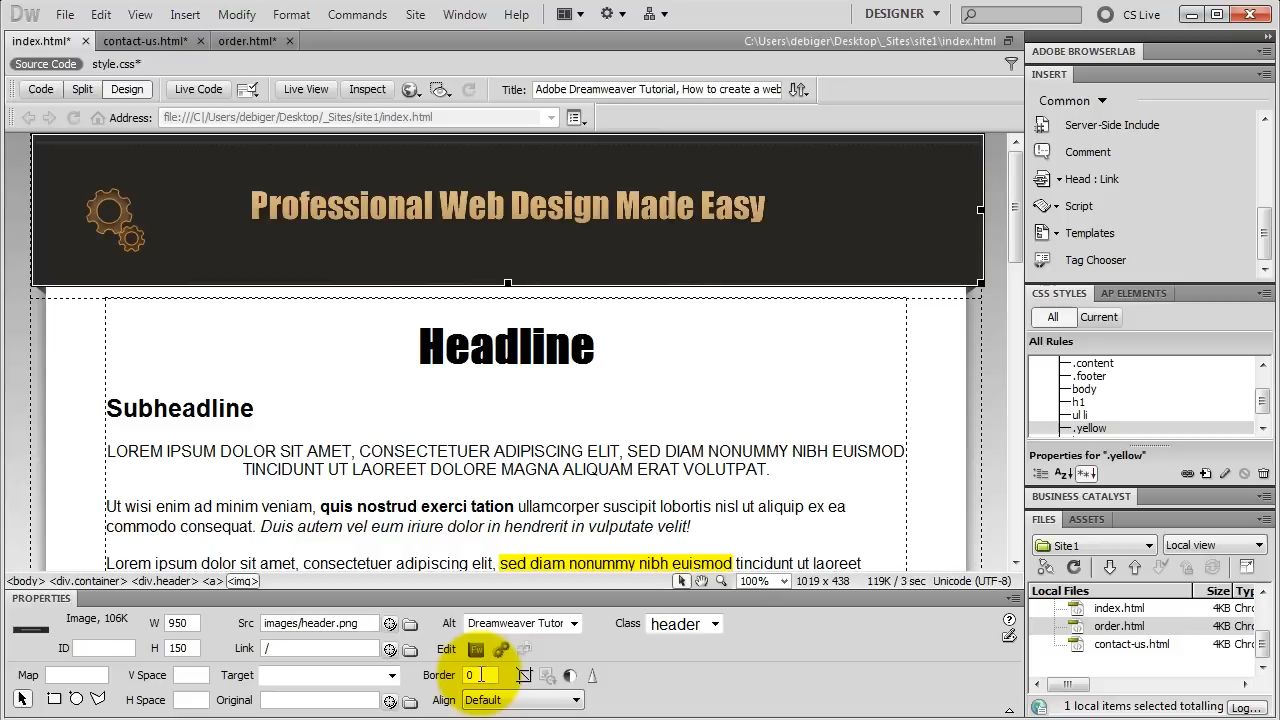 Dw File Edit View Insert Modify Format Commands Site Window Help DESIGNER CS Live
index.html* contact-us.html* order.html* C:\Users\debiger\Desktop\_Sites\site1\index.html
Source Code style.css*
Code Split Design Live Code Live View Inspect Title: Adobe Dreamweaver Tutorial, How to create a web
Address: file:///C|/Users/debiger/Desktop/_Sites/site1/index.html
Professional Web Design Made Easy
Headline
Subheadline
LOREM IPSUM DOLOR SIT AMET, CONSECTETUER ADIPISCING ELIT, SED DIAM NONUMMY NIBH EUISMOD
TINCIDUNT UT LAOREET DOLORE MAGNA ALIQUAM ERAT VOLUTPAT.
Ut wisi enim ad minim veniam, quis nostrud exerci tation ullamcorper suscipit lobortis nisl ut aliquip ex ea
commodo consequat. Duis autem vel eum iriure dolor in hendrerit in vulputate velit!
Lorem ipsum dolor sit amet, consectetuer adipiscing elit, sed diam nonummy nibh euismod tincidunt ut laoreet
<body> <div.container> <div.header> <a> <img> 100% 1019 x 438 119K / 3 sec Unicode (UTF-8)
PROPERTIES
Image, 106K W 950 Src images/header.png Alt Dreamweaver Tutor Class header
ID H 150 Link / Edit Fw
Map V Space Target Border 0
H Space Original Align Default
ADOBE BROWSERLAB
INSERT
Common
Server-Side Include
Comment
Head : Link
Script
Templates
Tag Chooser
CSS STYLES AP ELEMENTS
All Current
All Rules
.content
.footer
body
h1
ul li
.yellow
Properties for ".yellow"
Az
BUSINESS CATALYST
FILES ASSETS
Site1 Local view
Local Files Size Typ
index.html 4KB Chro
order.html 4KB Chro
contact-us.html 4KB Chro
1 local items selected totalling Log...